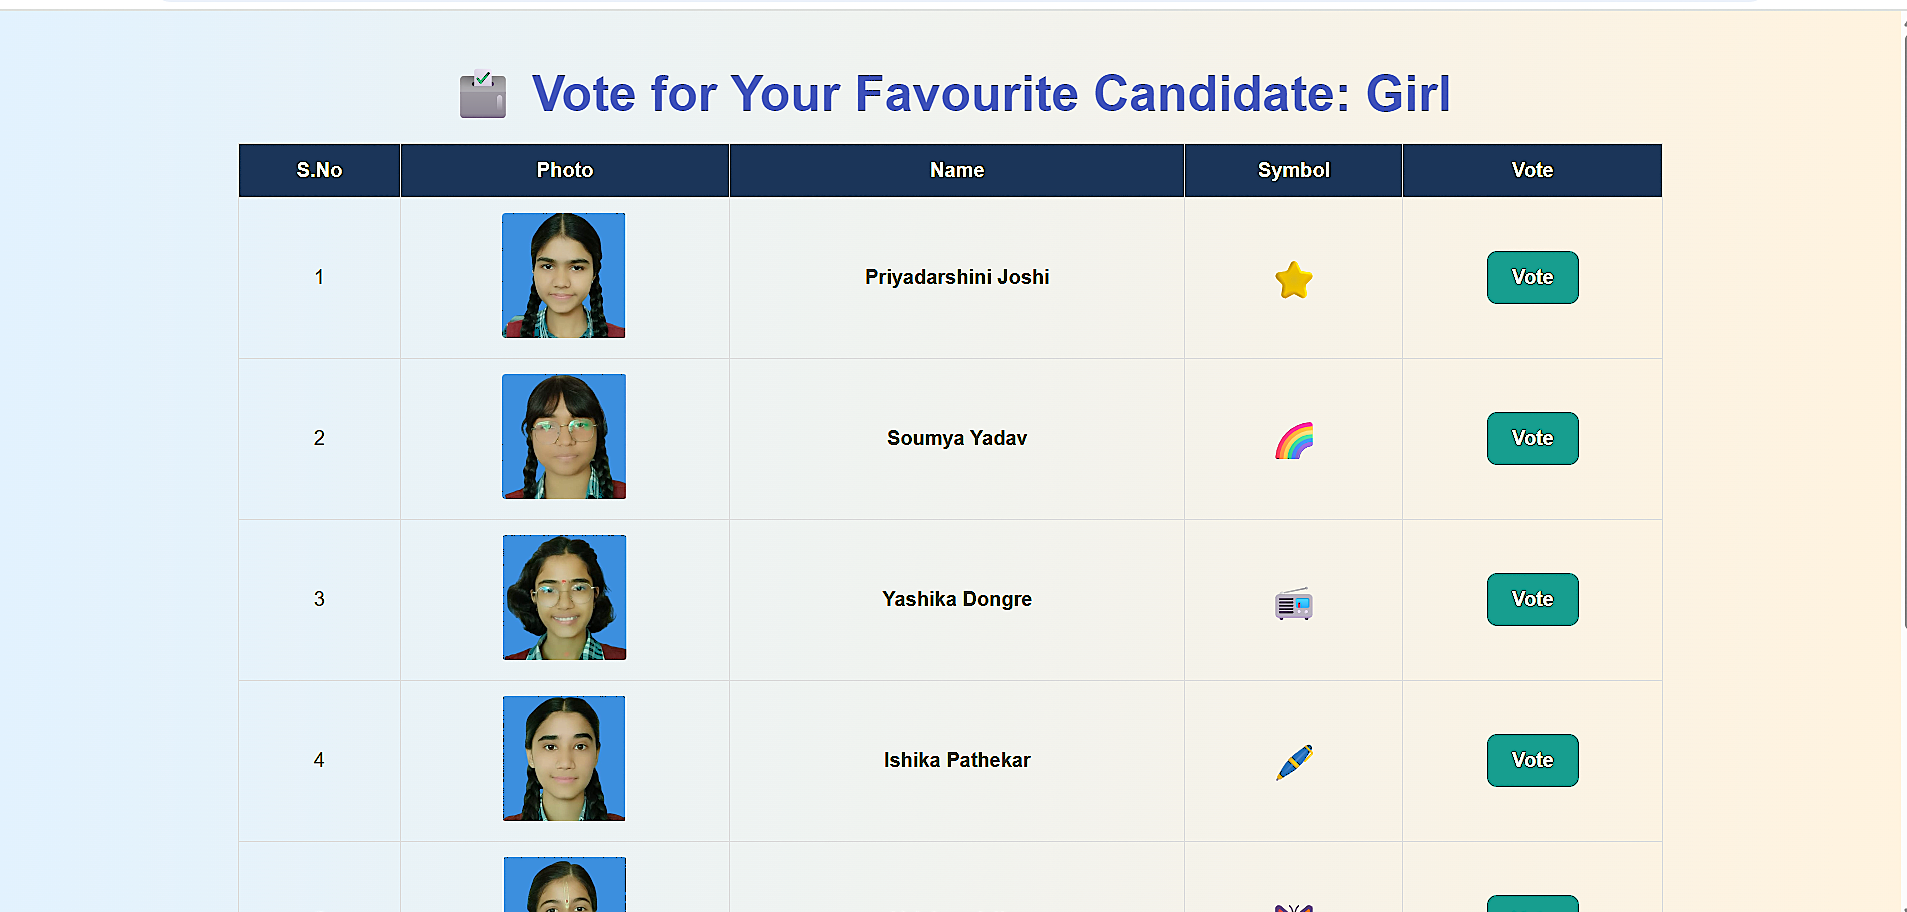 Vote for Your Favourite Candidate: Girl
S.No Photo Name Symbol Vote
1 Priyadarshini Joshi Vote
2 Soumya Yadav Vote
3 Yashika Dongre Vote
4 Ishika Pathekar Vote